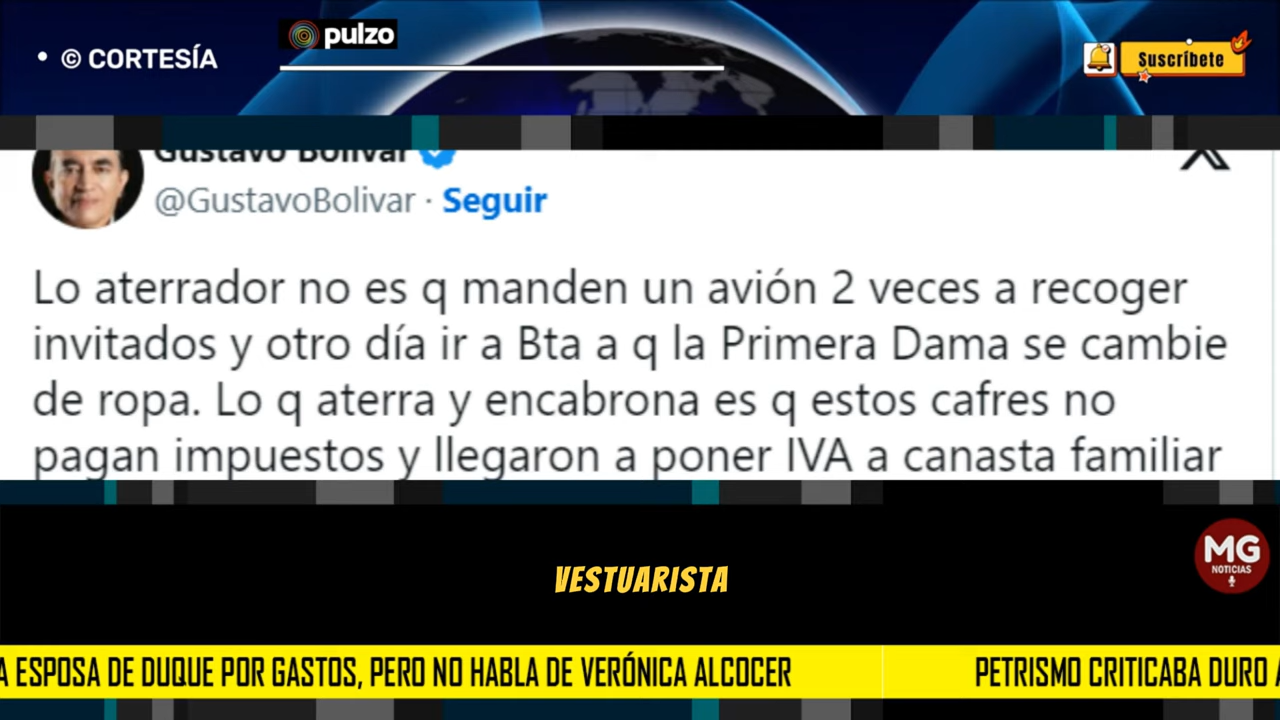 • © CORTESÍA
pulzo
Suscríbete
Gustavo Bolívar
@GustavoBolivar · Seguir
Lo aterrador no es q manden un avión 2 veces a recoger
invitados y otro día ir a Bta a q la Primera Dama se cambie
de ropa. Lo q aterra y encabrona es q estos cafres no
pagan impuestos y llegaron a poner IVA a canasta familiar
VESTUARISTA
MG
NOTICIAS
A ESPOSA DE DUQUE POR GASTOS, PERO NO HABLA DE VERÓNICA ALCOCER
PETRISMO CRITICABA DURO A